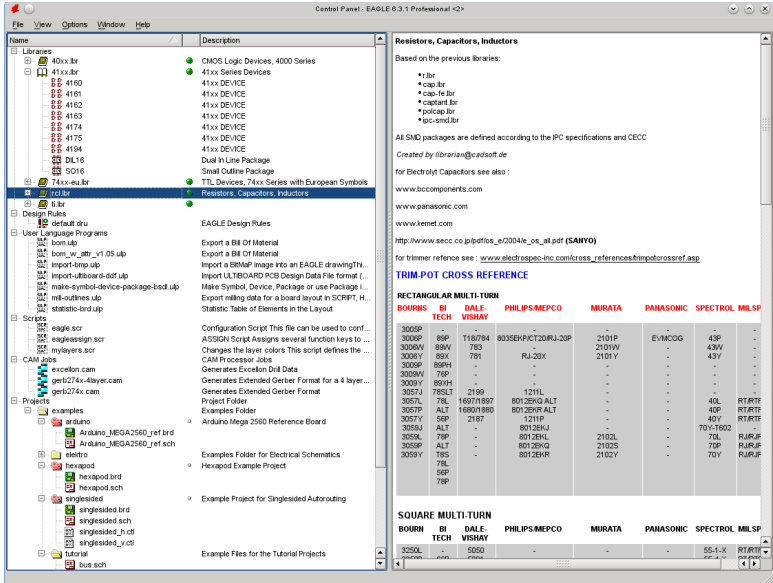 Control Panel - EAGLE 6.3.1 Professional <2>
File View Options Window Help
Name Description
Libraries
40xx.lbr CMOS Logic Devices, 4000 Series
41xx.lbr 41xx Series Devices
4160 41xx DEVICE
4161 41xx DEVICE
4162 41xx DEVICE
4163 41xx DEVICE
4174 41xx DEVICE
4175 41xx DEVICE
4194 41xx DEVICE
DIL16 Dual In Line Package
SO16 Small Outline Package
74xx-eu.lbr TTL Devices, 74xx Series with European Symbols
rcl.lbr Resistors, Capacitors, Inductors
ti.lbr
Design Rules
default.dru EAGLE Design Rules
User Language Programs
bom.ulp Export a Bill Of Material
bom_w_attr_v1.05.ulp Export a Bill Of Material
import-bmp.ulp Import a BitMaP image into an EAGLE drawingThi...
import-ultiboard-ddf.ulp Import ULTIBOARD PCB Design Data File format (...
make-symbol-device-package-bsdl.ulp Make Symbol, Device, Package or use Package i...
mill-outlines.ulp Export milling data for a board layout in SCRIPT, H...
statistic-brd.ulp Statistic Table of Elements in the Layout
Scripts
eagle.scr Configuration Script This file can be used to conf...
eagleassign.scr ASSIGN Script Assigns several function keys to ...
mylayers.scr Changes the layer colors This script defines the ...
CAM Jobs CAM Processor Jobs
excellon.cam Generates Excellon Drill Data
gerb274x-4layer.cam Generates Extended Gerber Format for a 4 layer...
gerb274x.cam Generates Extended Gerber Format
Projects Project Folder
examples Examples Folder
arduino Arduino Mega 2560 Reference Board
Arduino_MEGA2560_ref.brd
Arduino_MEGA2560_ref.sch
elektro Examples Folder for Electrical Schematics
hexapod Hexapod Example Project
hexapod.brd
hexapod.sch
singlesided Example Project for Singlesided Autorouting
singlesided.brd
singlesided.sch
singlesided_h.ctl
singlesided_v.ctl
tutorial Example Files for the Tutorial Projects
bus.sch
Resistors, Capacitors, Inductors
Based on the previous libraries:
r.lbr
cap.lbr
cap-fe.lbr
captant.lbr
polcap.lbr
ipc-smd.lbr
All SMD packages are defined according to the IPC specifications and CECC
Created by librarian@cadsoft.de
for Electrolyt Capacitors see also :
www.bccomponents.com
www.panasonic.com
www.kemet.com
http://www.secc.co.jp/pdf/os_e/2004/e_os_all.pdf (SANYO)
for trimmer refence see : www.electrospec-inc.com/cross_references/trimpotcrossref.asp
TRIM-POT CROSS REFERENCE
RECTANGULAR MULTI-TURN
BOURNS BI TECH DALE-VISHAY PHILIPS/MEPCO MURATA PANASONIC SPECTROL MILSP
3005P - - - - - - -
3006P 89P T18/784 8035EKP/CT20/RJ-20P 2101P EVMCOG 43P -
3006W 89W 783 - 2101W - 43W -
3006Y 89X 781 RJ-20X 2101Y - 43Y -
3009P 89PH - - - - - -
3009W 76P - - - - - -
3009Y 89XH - - - - - -
3057J 78SLT 2199 1211L - - - -
3057L 78L 1697/1897 8012EKQ ALT - - 40L RT/RT
3057P ALT 1680/1880 8012EKR ALT - - 40P RT/RT
3057Y 56P 2187 1211P - - 40Y RT/RT
3059J ALT - 8012EKJ - - 70Y-T602 -
3059L 78P - 8012EKL 2102L - 70L RJ/RJF
3059P ALT - 8012EKQ 2102S - 70P RJ/RJF
3059Y T8S - 8012EKR 2102Y - 70Y RJ/RJF
78L
56P
78P
SQUARE MULTI-TURN
BOURN BI TECH DALE-VISHAY PHILIPS/MEPCO MURATA PANASONIC SPECTROL MILSP
3250L - 5050 - - - 55-1-X RT/RT